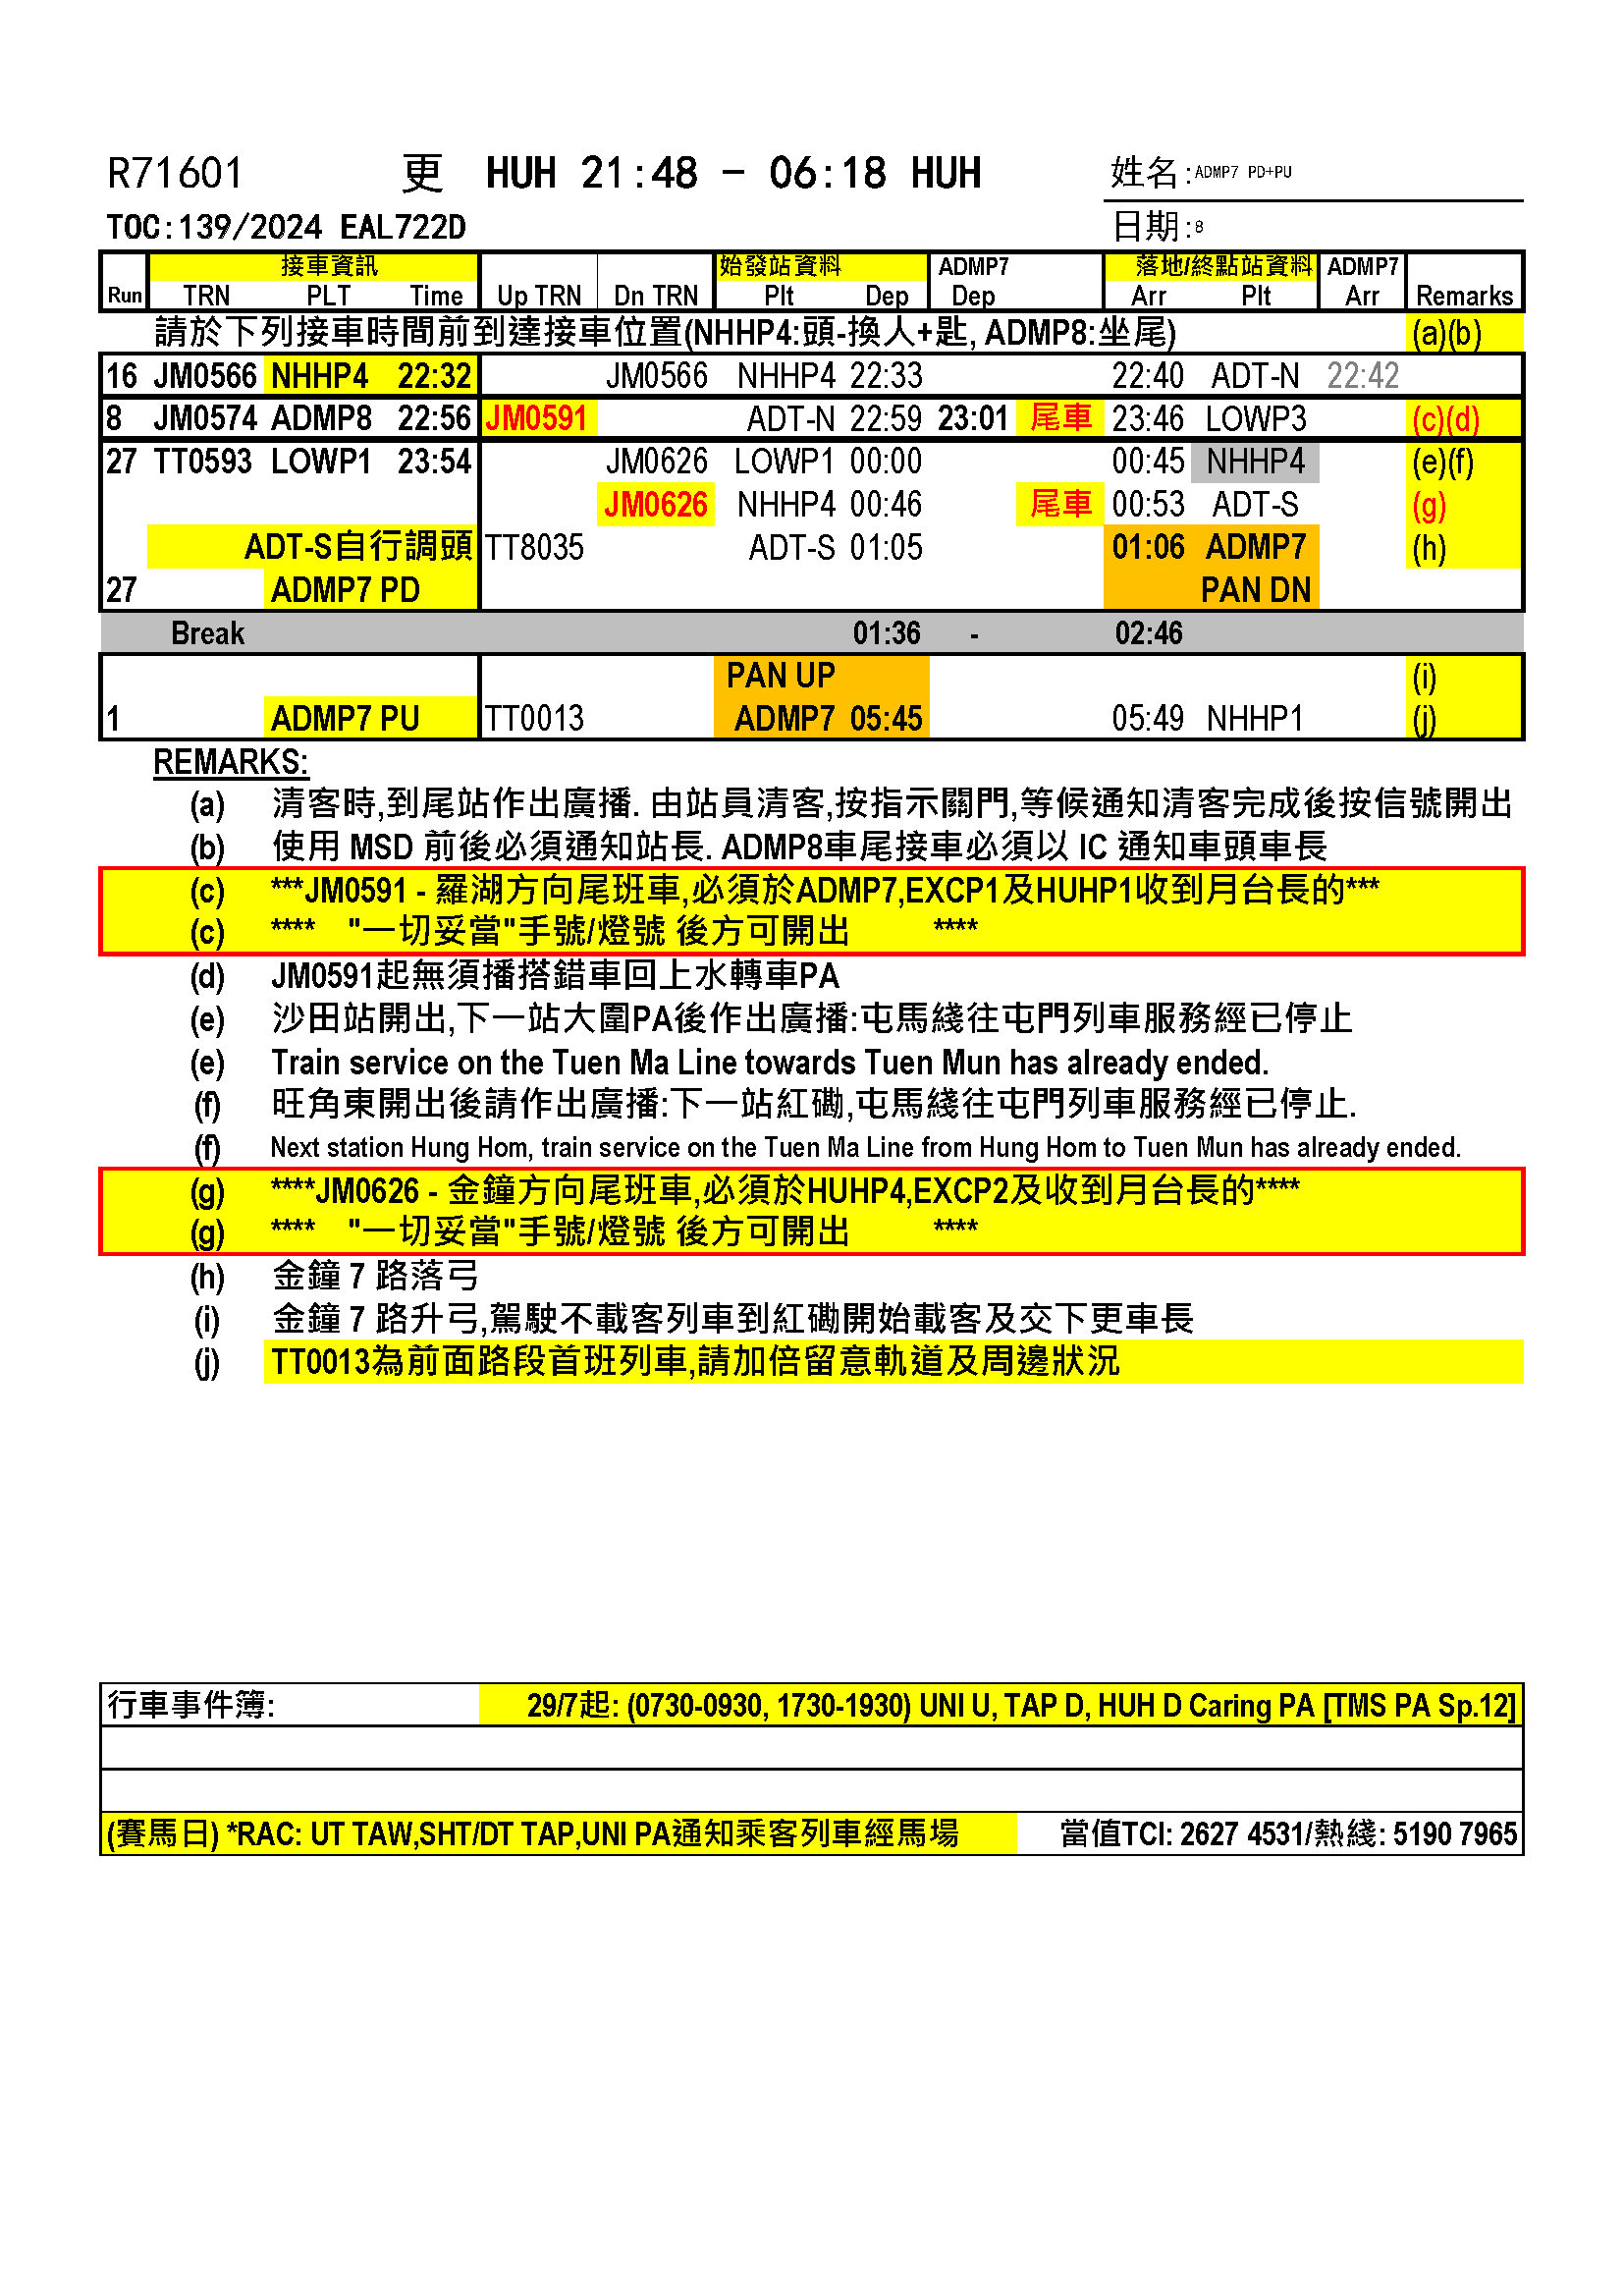 R71601 更 HUH 21:48 - 06:18 HUH 姓名:ADMP7 PD+PU
TOC:139/2024 EAL722D 日期:8
接車資訊 始發站資料 ADMP7 落地/終點站資料 ADMP7
Run TRN PLT Time Up TRN Dn TRN Plt Dep Dep Arr Plt Arr Remarks
請於下列接車時間前到達接車位置(NHHP4:頭-換人+匙, ADMP8:坐尾) (a)(b)
16 JM0566 NHHP4 22:32 JM0566 NHHP4 22:33 22:40 ADT-N 22:42
8 JM0574 ADMP8 22:56 JM0591 ADT-N 22:59 23:01 尾車 23:46 LOWP3 (c)(d)
27 TT0593 LOWP1 23:54 JM0626 LOWP1 00:00 00:45 NHHP4 (e)(f)
JM0626 NHHP4 00:46 尾車 00:53 ADT-S (g)
ADT-S自行調頭 TT8035 ADT-S 01:05 01:06 ADMP7 (h)
27 ADMP7 PD PAN DN
Break 01:36 - 02:46
PAN UP (i)
1 ADMP7 PU TT0013 ADMP7 05:45 05:49 NHHP1 (j)
REMARKS:
(a) 清客時,到尾站作出廣播. 由站員清客,按指示關門,等候通知清客完成後按信號開出
(b) 使用 MSD 前後必須通知站長. ADMP8車尾接車必須以 IC 通知車頭車長
(c) ***JM0591 - 羅湖方向尾班車,必須於ADMP7,EXCP1及HUHP1收到月台長的***
(c) **** "一切妥當"手號/燈號 後方可開出 ****
(d) JM0591起無須播搭錯車回上水轉車PA
(e) 沙田站開出,下一站大圍PA後作出廣播:屯馬綫往屯門列車服務經已停止
(e) Train service on the Tuen Ma Line towards Tuen Mun has already ended.
(f) 旺角東開出後請作出廣播:下一站紅磡,屯馬綫往屯門列車服務經已停止.
(f) Next station Hung Hom, train service on the Tuen Ma Line from Hung Hom to Tuen Mun has already ended.
(g) ****JM0626 - 金鐘方向尾班車,必須於HUHP4,EXCP2及收到月台長的****
(g) **** "一切妥當"手號/燈號 後方可開出 ****
(h) 金鐘 7 路落弓
(i) 金鐘 7 路升弓,駕駛不載客列車到紅磡開始載客及交下更車長
(j) TT0013為前面路段首班列車,請加倍留意軌道及周邊狀況
行車事件簿: 29/7起: (0730-0930, 1730-1930) UNI U, TAP D, HUH D Caring PA [TMS PA Sp.12]
(賽馬日) *RAC: UT TAW,SHT/DT TAP,UNI PA通知乘客列車經馬場 當值TCI: 2627 4531/熱綫: 5190 7965